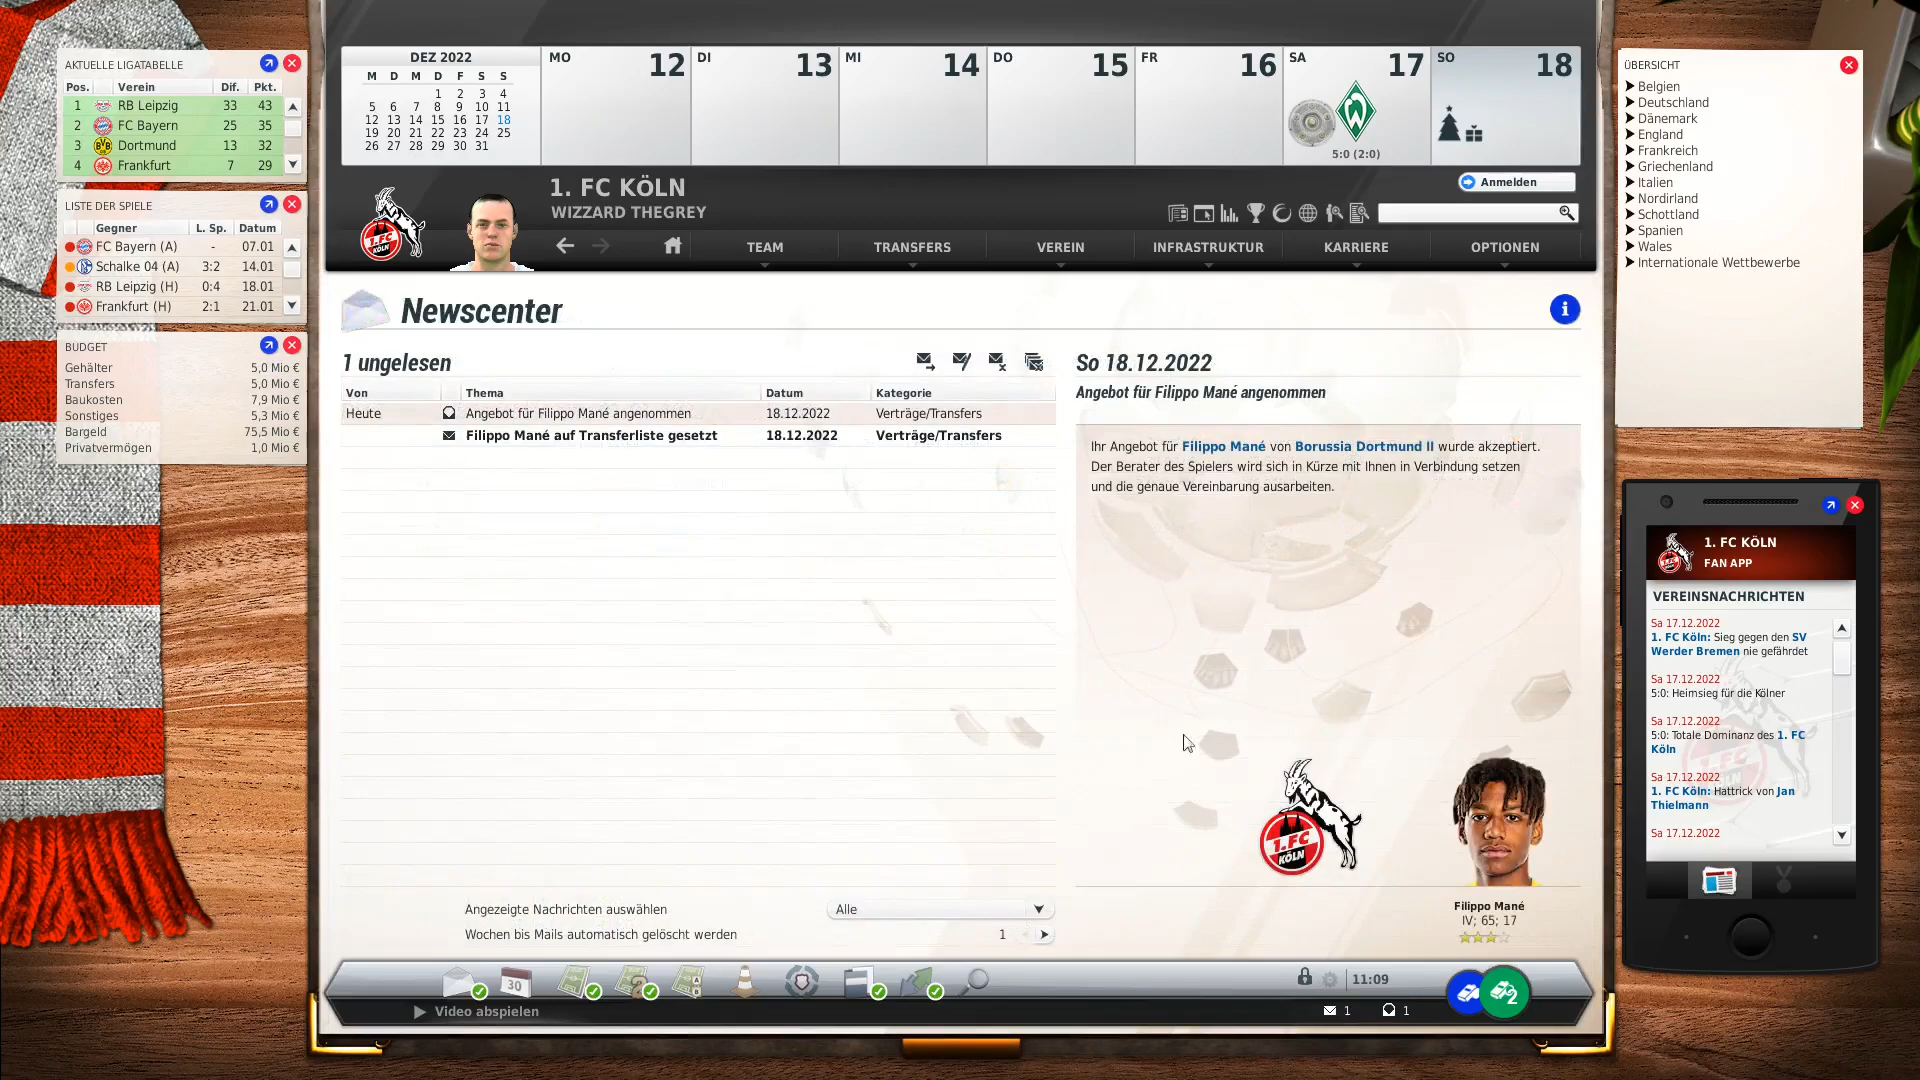 AKTUELLE LIGATABELLE
Pos. Verein Dif. Pkt.
1 RB Leipzig 33 43
2 FC Bayern 25 35
3 Dortmund 13 32
4 Frankfurt 7 29
LISTE DER SPIELE
Gegner L. Sp. Datum
FC Bayern (A) - 07.01
Schalke 04 (A) 3:2 14.01
RB Leipzig (H) 0:4 18.01
Frankfurt (H) 2:1 21.01
BUDGET
Gehälter 5,0 Mio €
Transfers 5,0 Mio €
Baukosten 7,9 Mio €
Sonstiges 5,3 Mio €
Bargeld 75,5 Mio €
Privatvermögen 1,0 Mio €
DEZ 2022
M D M D F S S
1 2 3 4
5 6 7 8 9 10 11
12 13 14 15 16 17 18
19 20 21 22 23 24 25
26 27 28 29 30 31
MO 12
DI 13
MI 14
DO 15
FR 16
SA 17
5:0 (2:0)
SO 18
1. FC KÖLN
WIZZARD THEGREY
Anmelden
TEAM TRANSFERS VEREIN INFRASTRUKTUR KARRIERE OPTIONEN
Newscenter
1 ungelesen
Von Thema Datum Kategorie
Heute Angebot für Filippo Mané angenommen 18.12.2022 Verträge/Transfers
Filippo Mané auf Transferliste gesetzt 18.12.2022 Verträge/Transfers
Angezeigte Nachrichten auswählen Alle
Wochen bis Mails automatisch gelöscht werden 1
So 18.12.2022
Angebot für Filippo Mané angenommen
Ihr Angebot für Filippo Mané von Borussia Dortmund II wurde akzeptiert.
Der Berater des Spielers wird sich in Kürze mit Ihnen in Verbindung setzen
und die genaue Vereinbarung ausarbeiten.
1.FC
KÖLN
Filippo Mané
IV; 65; 17
30
11:09
2
Video abspielen
1 1
ÜBERSICHT
Belgien
Deutschland
Dänemark
England
Frankreich
Griechenland
Italien
Nordirland
Schottland
Spanien
Wales
Internationale Wettbewerbe
1. FC KÖLN
FAN APP
VEREINSNACHRICHTEN
Sa 17.12.2022
1. FC Köln: Sieg gegen den SV
Werder Bremen nie gefährdet
Sa 17.12.2022
5:0: Heimsieg für die Kölner
Sa 17.12.2022
5:0: Totale Dominanz des 1. FC
Köln
Sa 17.12.2022
1. FC Köln: Hattrick von Jan
Thielmann
Sa 17.12.2022